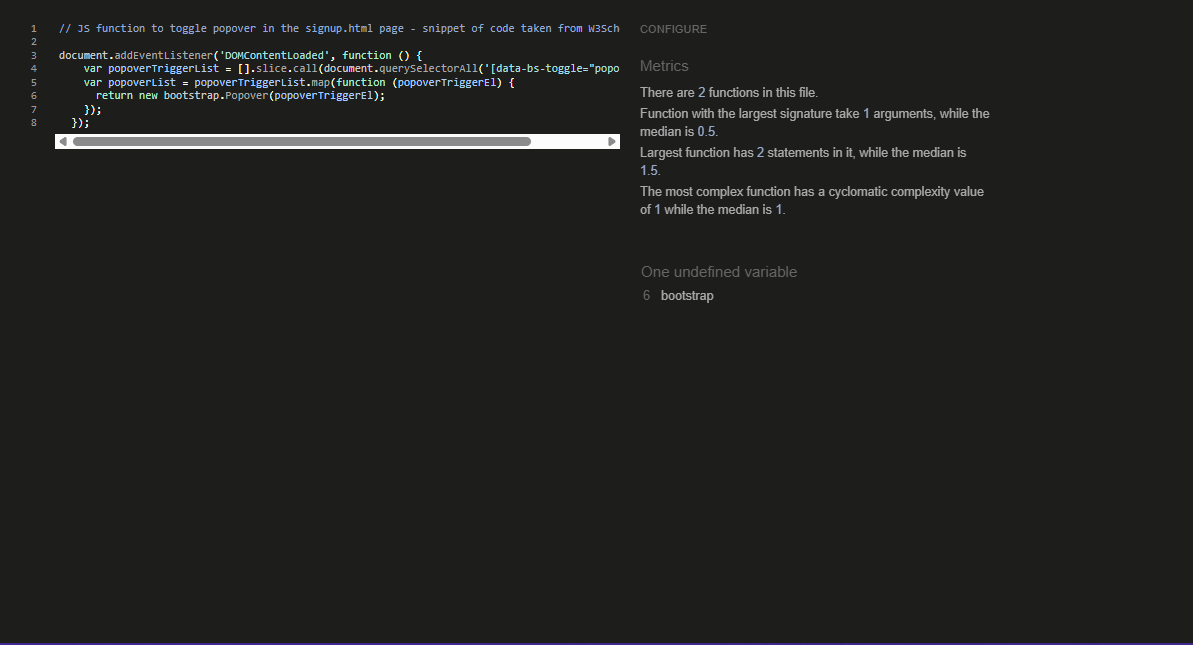 1 // JS function to toggle popover in the signup.html page - snippet of code taken from W3Sch
2
3 document.addEventListener('DOMContentLoaded', function () {
4 var popoverTriggerList = [].slice.call(document.querySelectorAll('[data-bs-toggle="popo
5 var popoverList = popoverTriggerList.map(function (popoverTriggerEl) {
6 return new bootstrap.Popover(popoverTriggerEl);
7 });
8 });
CONFIGURE
Metrics
There are 2 functions in this file.
Function with the largest signature take 1 arguments, while the
median is 0.5.
Largest function has 2 statements in it, while the median is
1.5.
The most complex function has a cyclomatic complexity value
of 1 while the median is 1.
One undefined variable
6 bootstrap